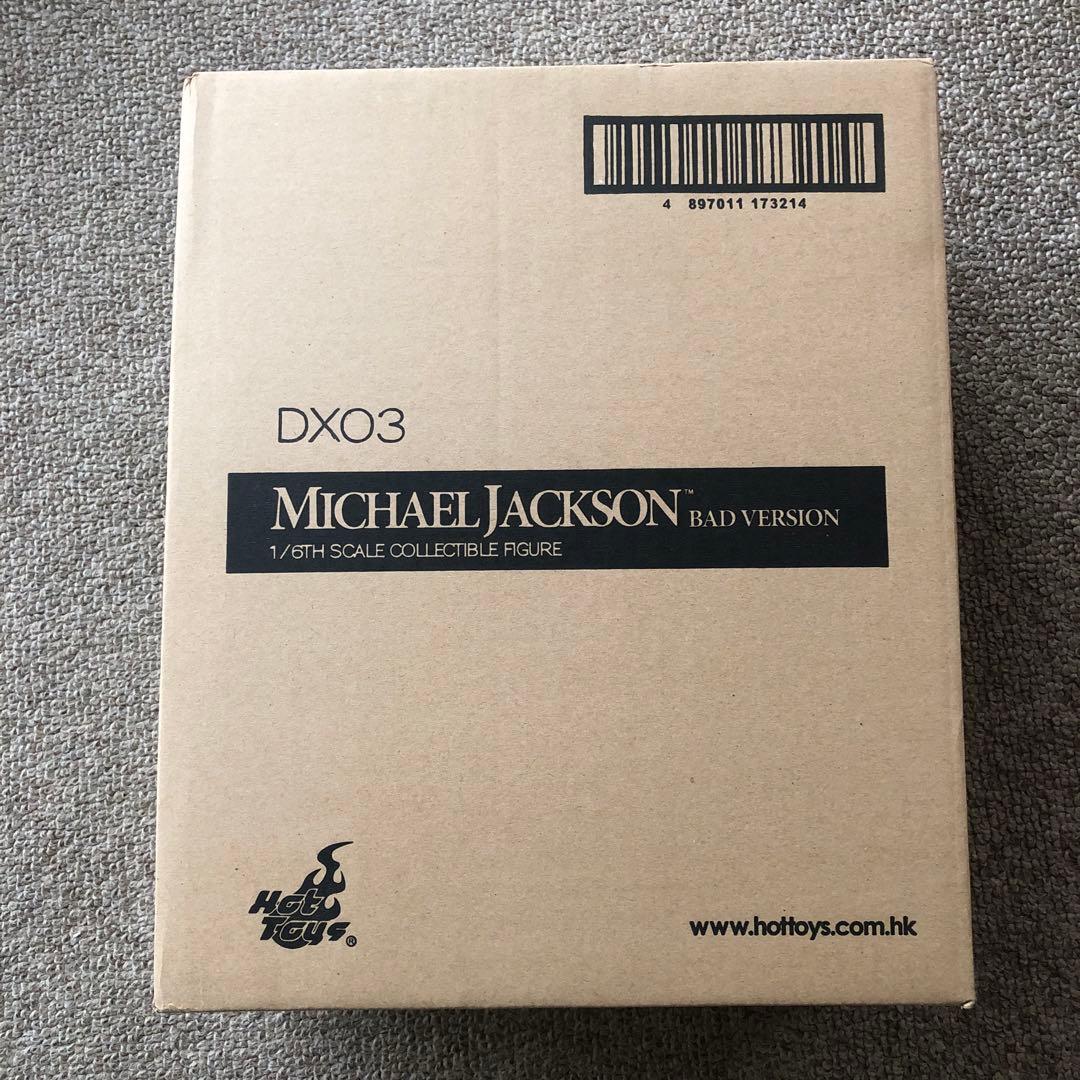 4 897011 173214
DX03
MICHAEL JACKSON™ BAD VERSION
1/6TH SCALE COLLECTIBLE FIGURE
Hot
Toys®
www.hottoys.com.hk